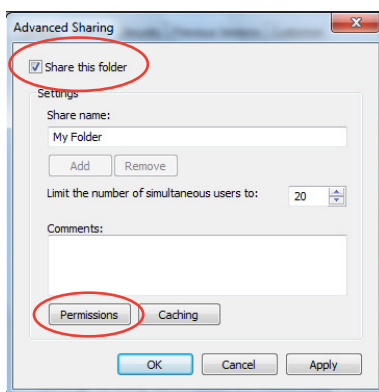 Advanced Sharing
Share this folder
Settings
Share name:
My Folder
Add Remove
Limit the number of simultaneous users to: 20
Comments:
Permissions Caching
OK Cancel Apply